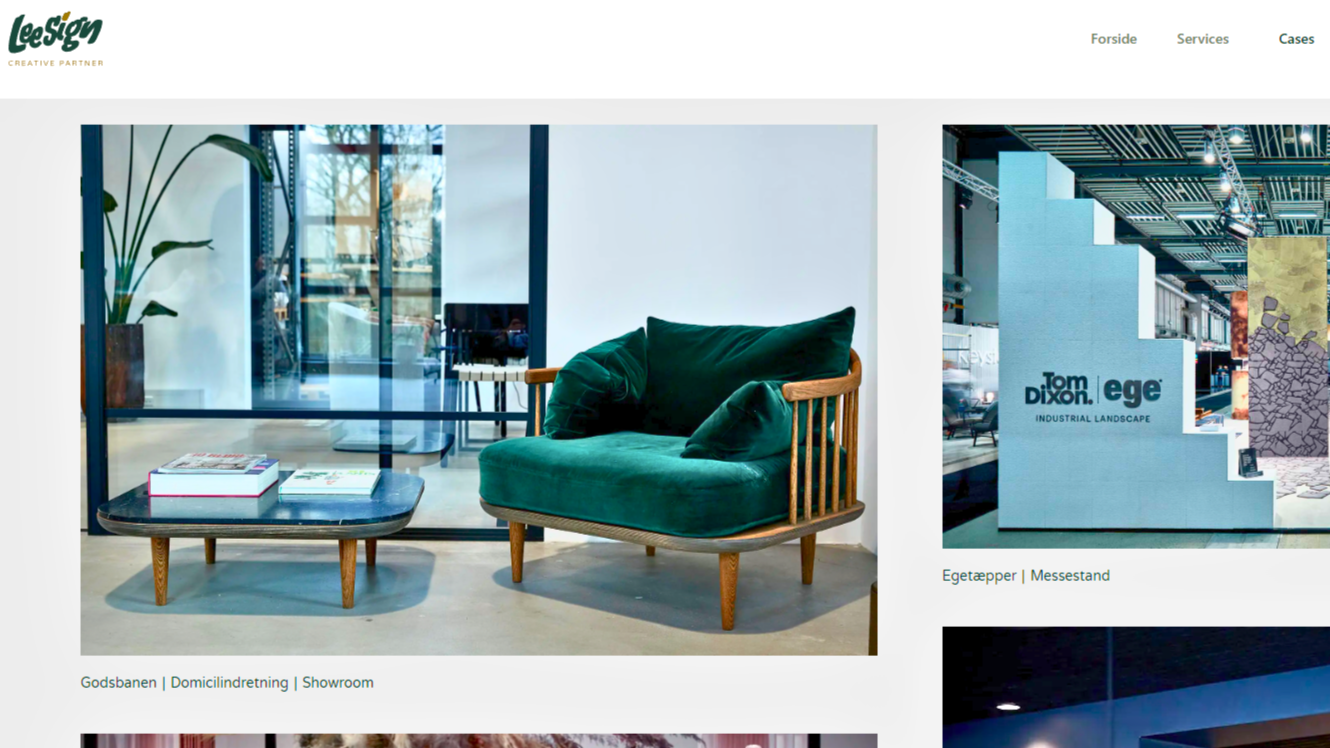 LeeSign
CREATIVE PARTNER
Forside
Services
Cases
Tom Dixon. | ege
INDUSTRIAL LANDSCAPE
Egetæpper | Messestand
Godsbanen | Domicilindretning | Showroom